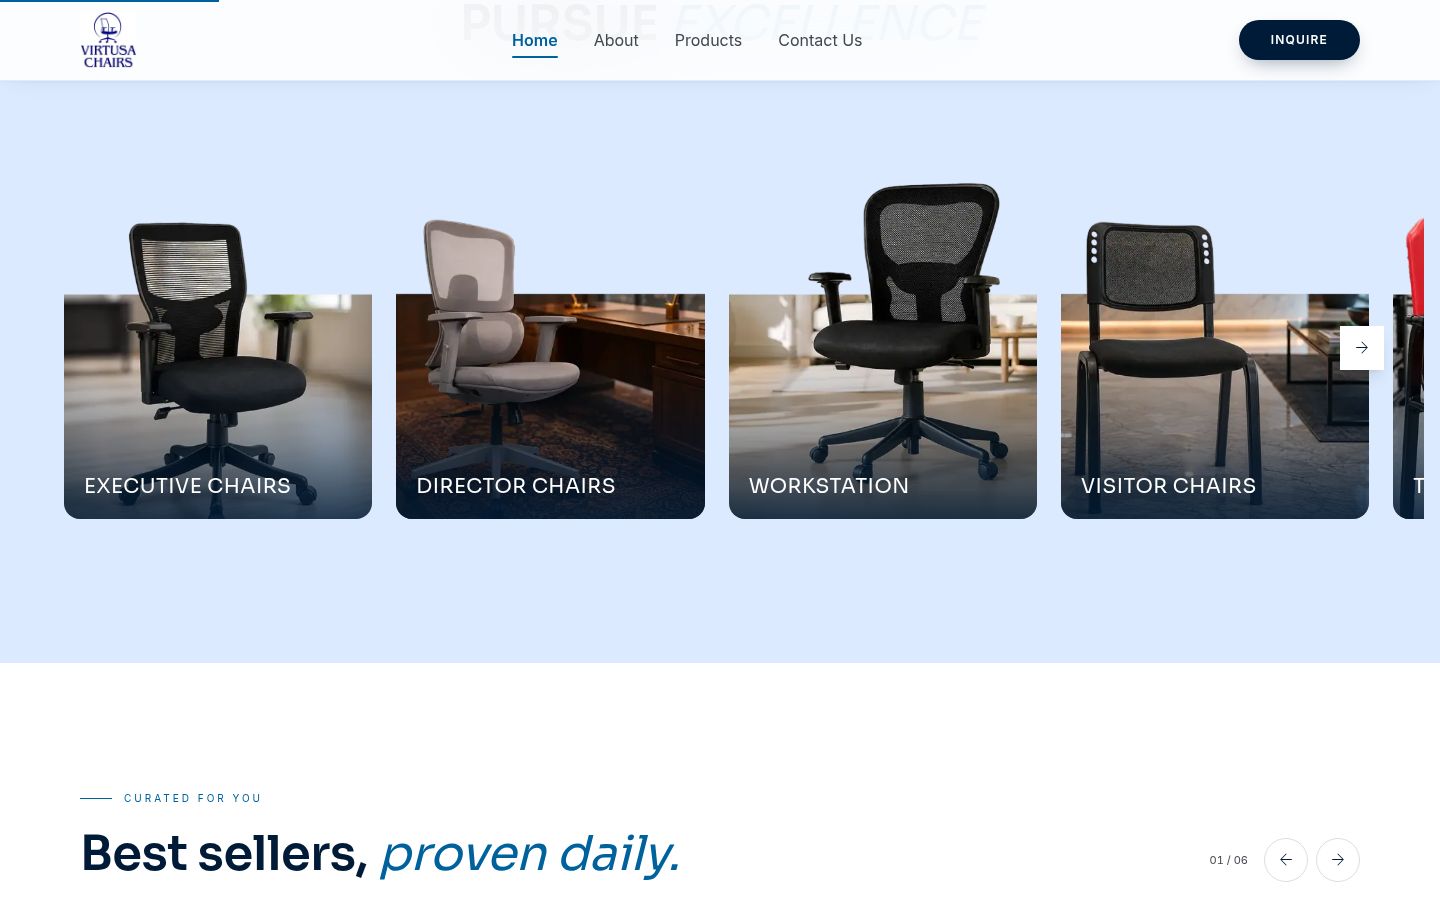 PURSUE EXCELLENCE
VIRTUSA
CHAIRS
Home
About
Products
Contact Us
INQUIRE
EXECUTIVE CHAIRS
DIRECTOR CHAIRS
WORKSTATION
VISITOR CHAIRS
T
CURATED FOR YOU
Best sellers, proven daily.
01 / 06